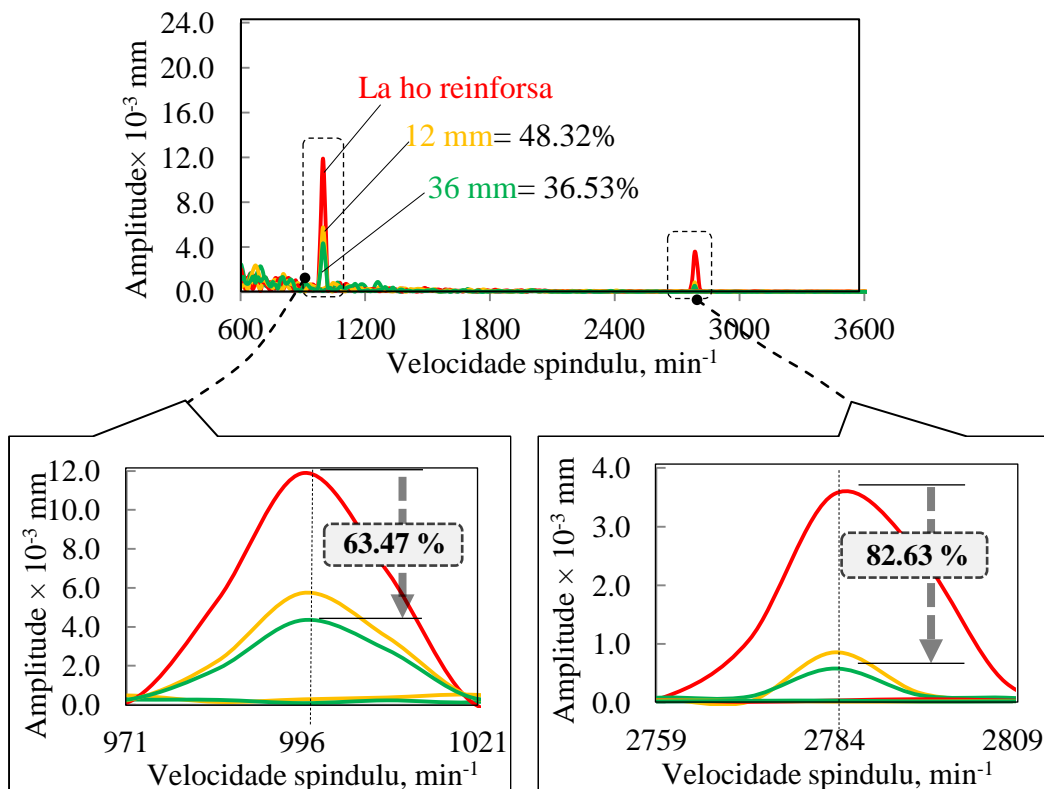 24.0
20.0
16.0
12.0
8.0
4.0
0.0
Amplitude× 10⁻³ mm
La ho reinforsa
12 mm= 48.32%
36 mm= 36.53%
600 1200 1800 2400 3000 3600
Velocidade spindulu, min⁻¹
12.0
10.0
8.0
6.0
4.0
2.0
0.0
Amplitude × 10⁻³ mm
63.47 %
971 996 1021
Velocidade spindulu, min⁻¹
4.0
3.0
2.0
1.0
0.0
Amplitude × 10⁻³ mm
82.63 %
2759 2784 2809
Velocidade spindulu, min⁻¹